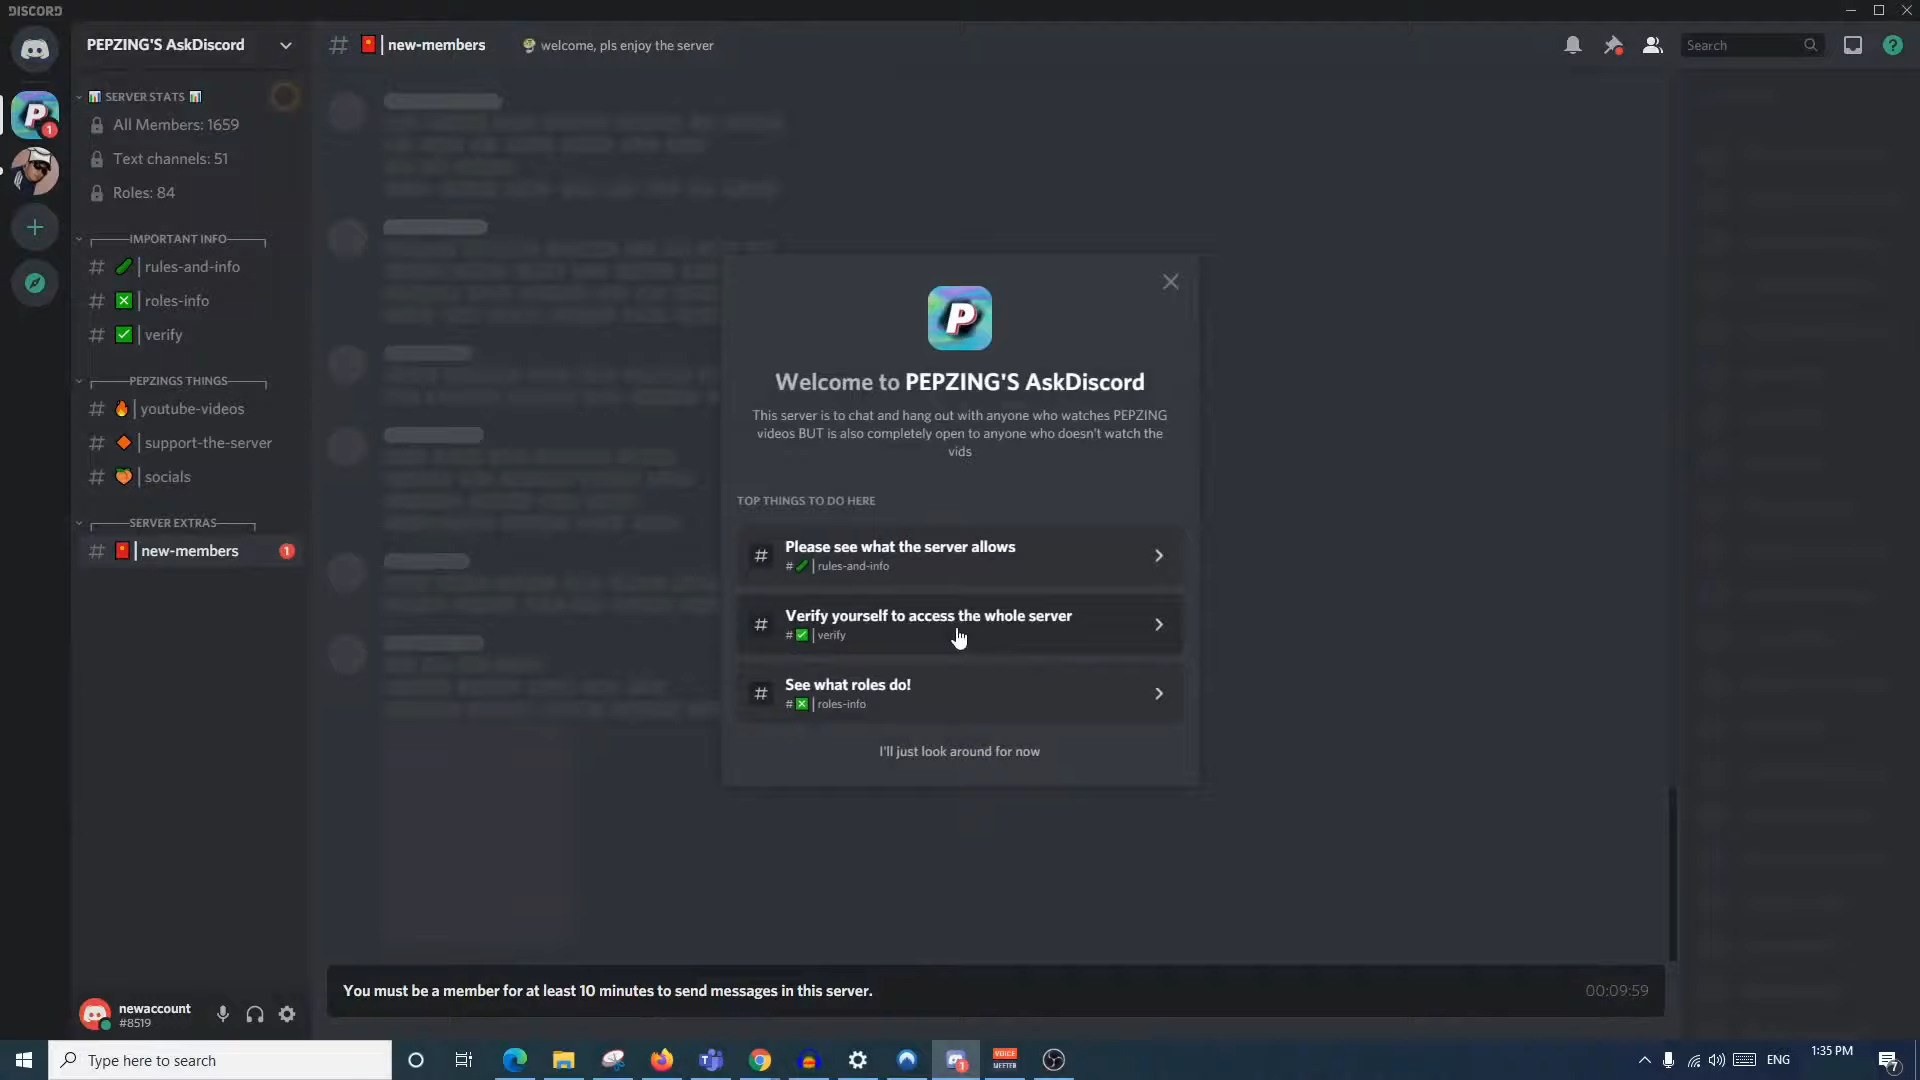 DISCORD
PEPZING'S AskDiscord
SERVER STATS
All Members: 1659
Text channels: 51
Roles: 84
IMPORTANT INFO
# | rules-and-info
# | roles-info
# | verify
PEPZINGS THINGS
# | youtube-videos
# | support-the-server
# | socials
SERVER EXTRAS
# | new-members 1
newaccount
#8519
# | new-members welcome, pls enjoy the server
Search
P
Welcome to PEPZING'S AskDiscord
This server is to chat and hang out with anyone who watches PEPZING
videos BUT is also completely open to anyone who doesn't watch the
vids
TOP THINGS TO DO HERE
Please see what the server allows
# | rules-and-info
Verify yourself to access the whole server
# | verify
See what roles do!
# | roles-info
I'll just look around for now
You must be a member for at least 10 minutes to send messages in this server. 00:09:59
Type here to search
VOICE
MEETER
ENG
1:35 PM
7